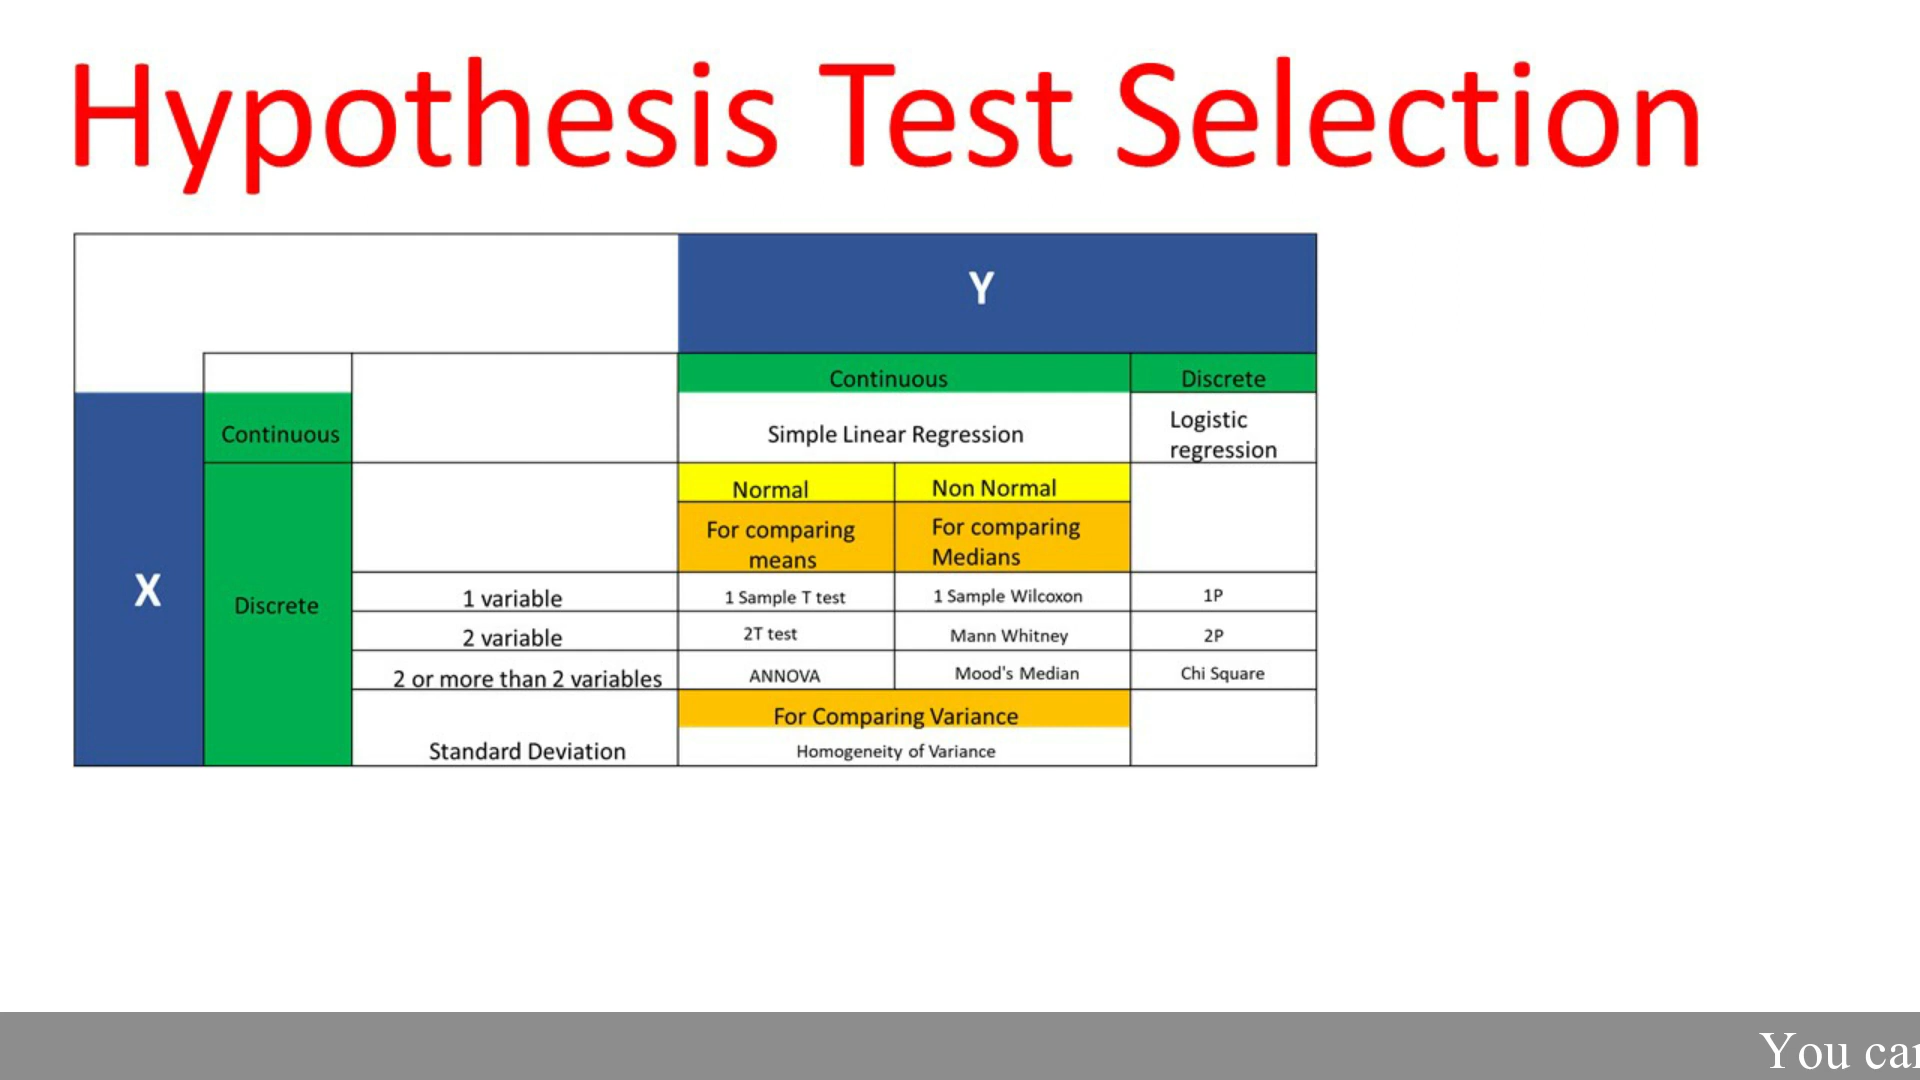 Hypothesis Test Selection
Y
Continuous
Discrete
X
Continuous
Simple Linear Regression
Logistic
regression
Discrete
Normal
Non Normal
For comparing
means
For comparing
Medians
1 variable
1 Sample T test
1 Sample Wilcoxon
1P
2 variable
2T test
Mann Whitney
2P
2 or more than 2 variables
ANNOVA
Mood's Median
Chi Square
For Comparing Variance
Standard Deviation
Homogeneity of Variance
You